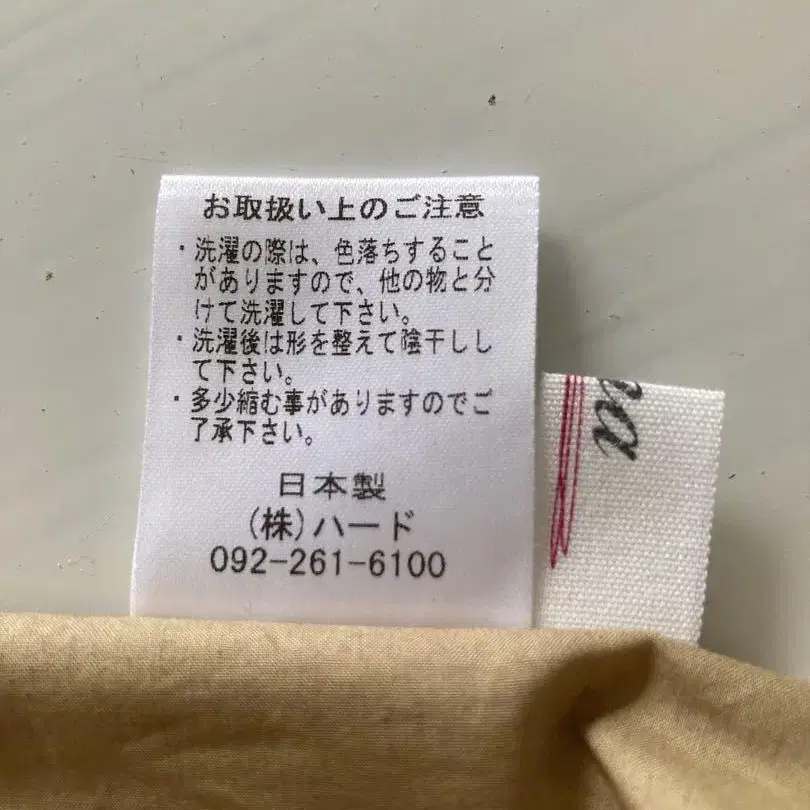 お取扱い上のご注意
・洗濯の際は、色落ちすること
がありますので、他の物と分
けて洗濯して下さい。
・洗濯後は形を整えて陰干しし
て下さい。
・多少縮む事がありますのでご
了承下さい。
日本製
(株)ハード
092-261-6100